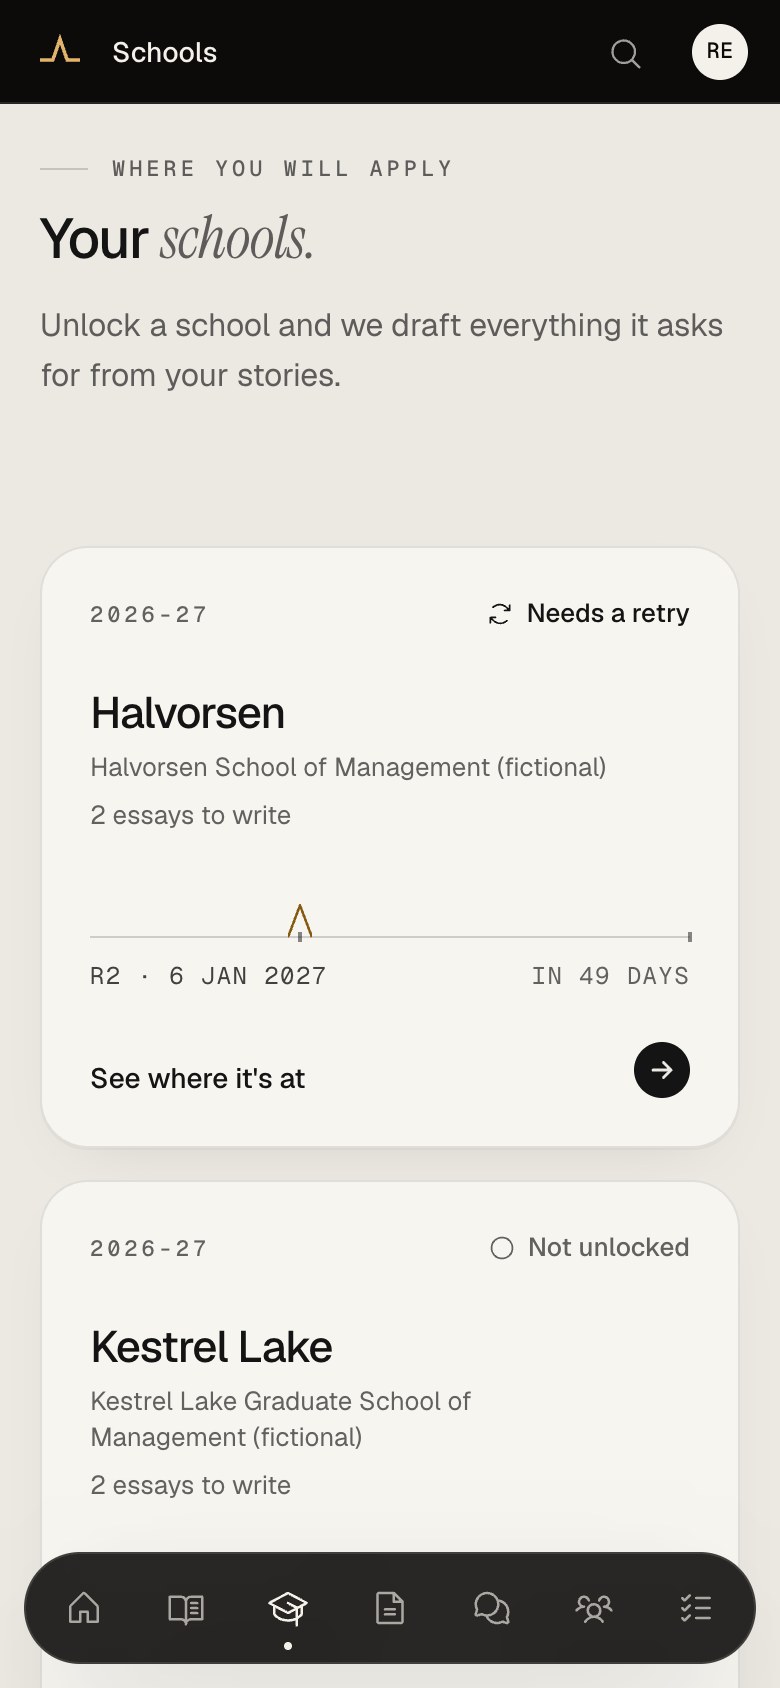 Schools
RE
WHERE YOU WILL APPLY
Your schools.
Unlock a school and we draft everything it asks
for from your stories.
2026-27
Needs a retry
Halvorsen
Halvorsen School of Management (fictional)
2 essays to write
R2 · 6 JAN 2027
IN 49 DAYS
See where it's at
2026-27
Not unlocked
Kestrel Lake
Kestrel Lake Graduate School of
Management (fictional)
2 essays to write